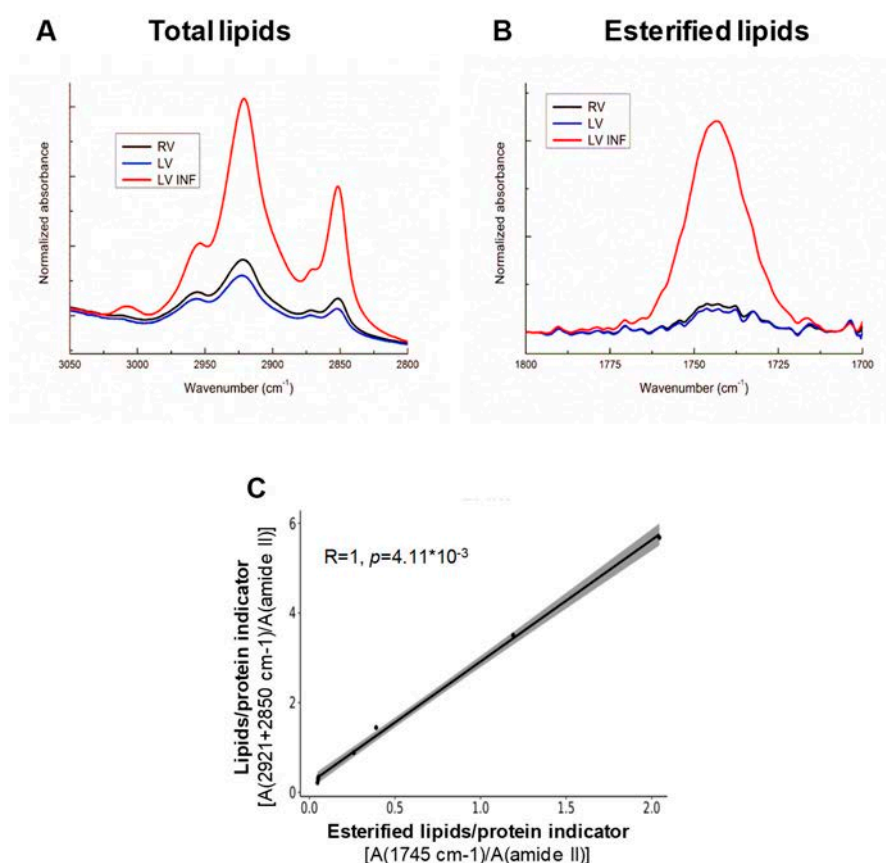 A Total lipids
B Esterified lipids
Normalized absorbance
RV
LV
LV INF
3050 3000 2950 2900 2850 2800
Wavenumber (cm-1)
Normalized absorbance
RV
LV
LV INF
1800 1775 1750 1725 1700
Wavenumber (cm-1)
C
Lipids/protein indicator
[A(2921+2850 cm-1)/A(amide II)]
R=1, p=4.11*10-3
6
4
2
0
0.0 0.5 1.0 1.5 2.0
Esterified lipids/protein indicator
[A(1745 cm-1)/A(amide II)]